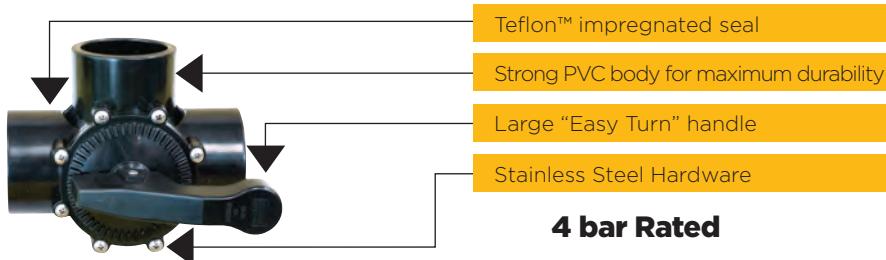 Teflon™ impregnated seal
Strong PVC body for maximum durability
Large “Easy Turn” handle
Stainless Steel Hardware
4 bar Rated